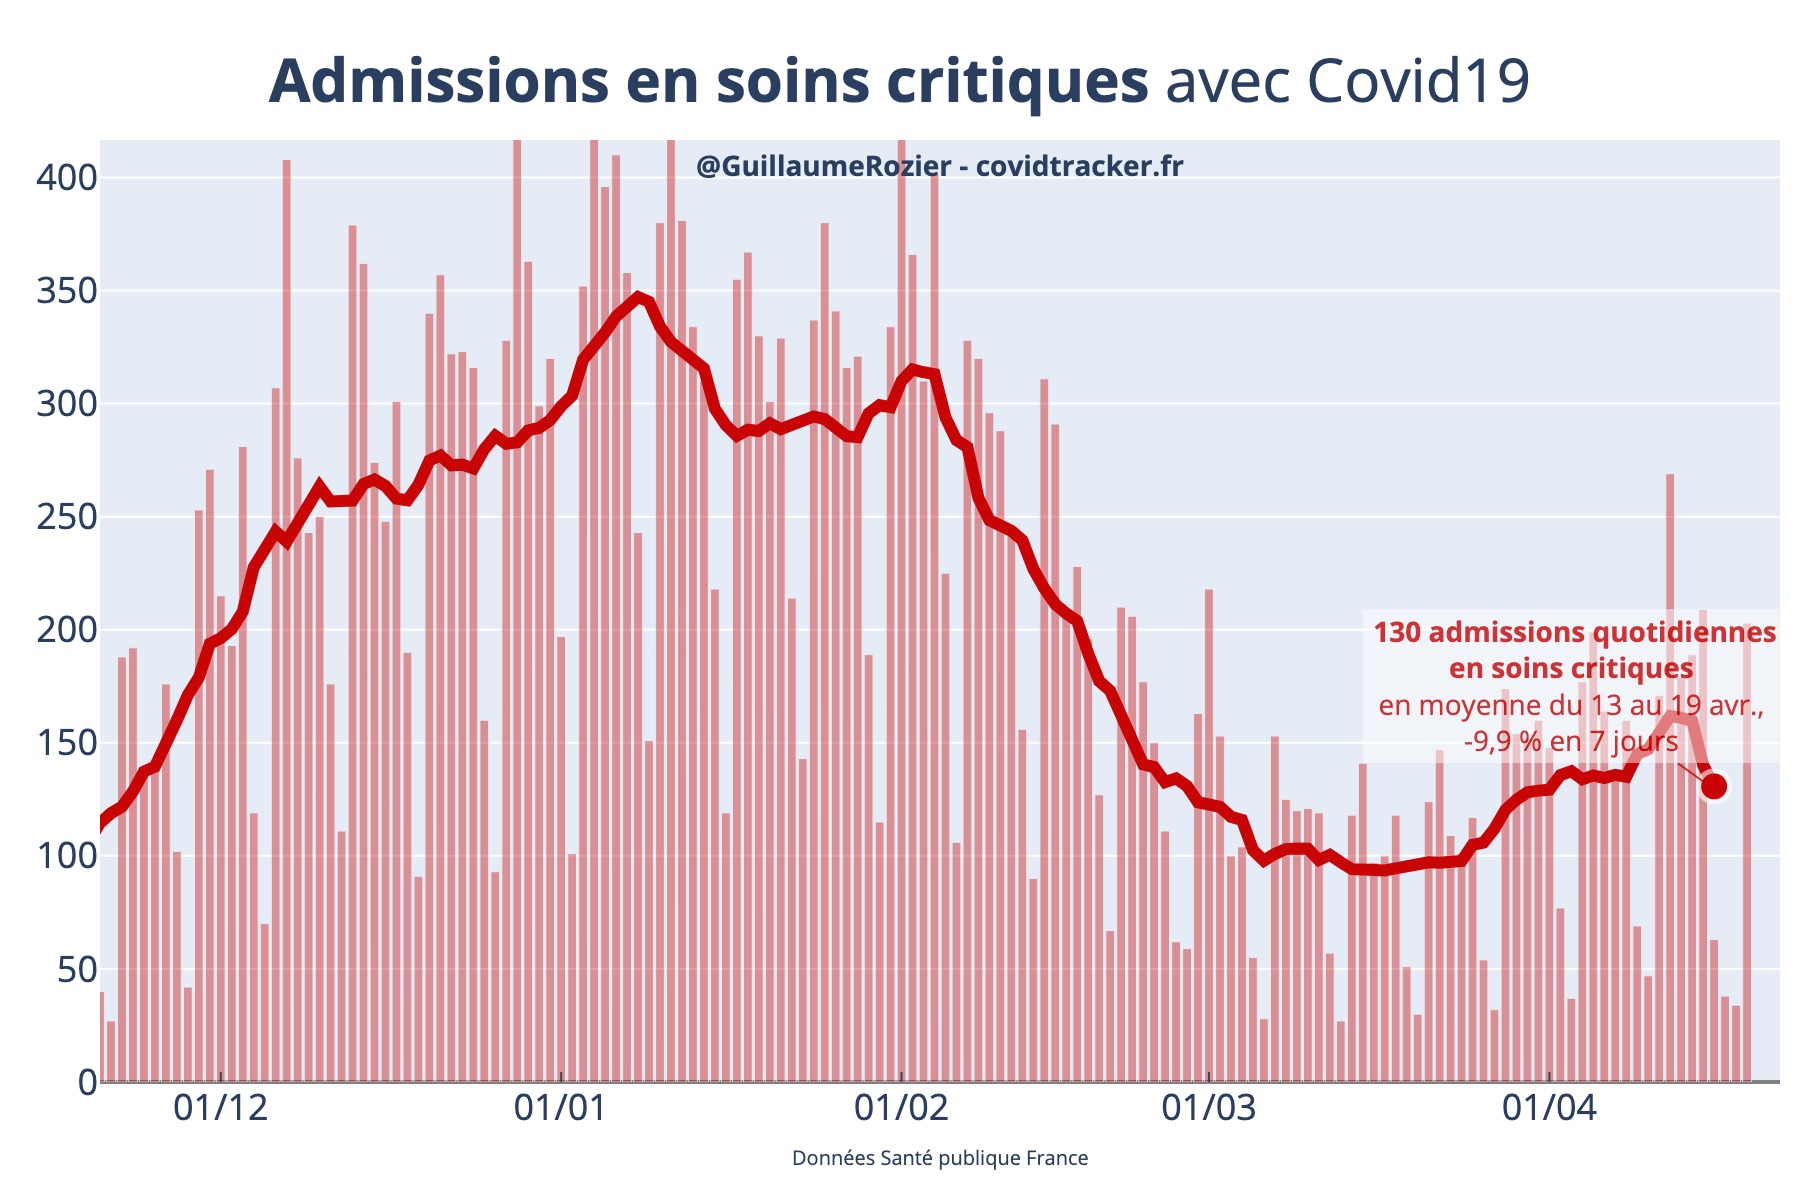 Admissions en soins critiques avec Covid19
@GuillaumeRozier - covidtracker.fr
400
350
300
250
200
150
100
50
0
130 admissions quotidiennes
en soins critiques
en moyenne du 13 au 19 avr.,
-9,9 % en 7 jours
01/12
01/01
01/02
01/03
01/04
Données Santé publique France